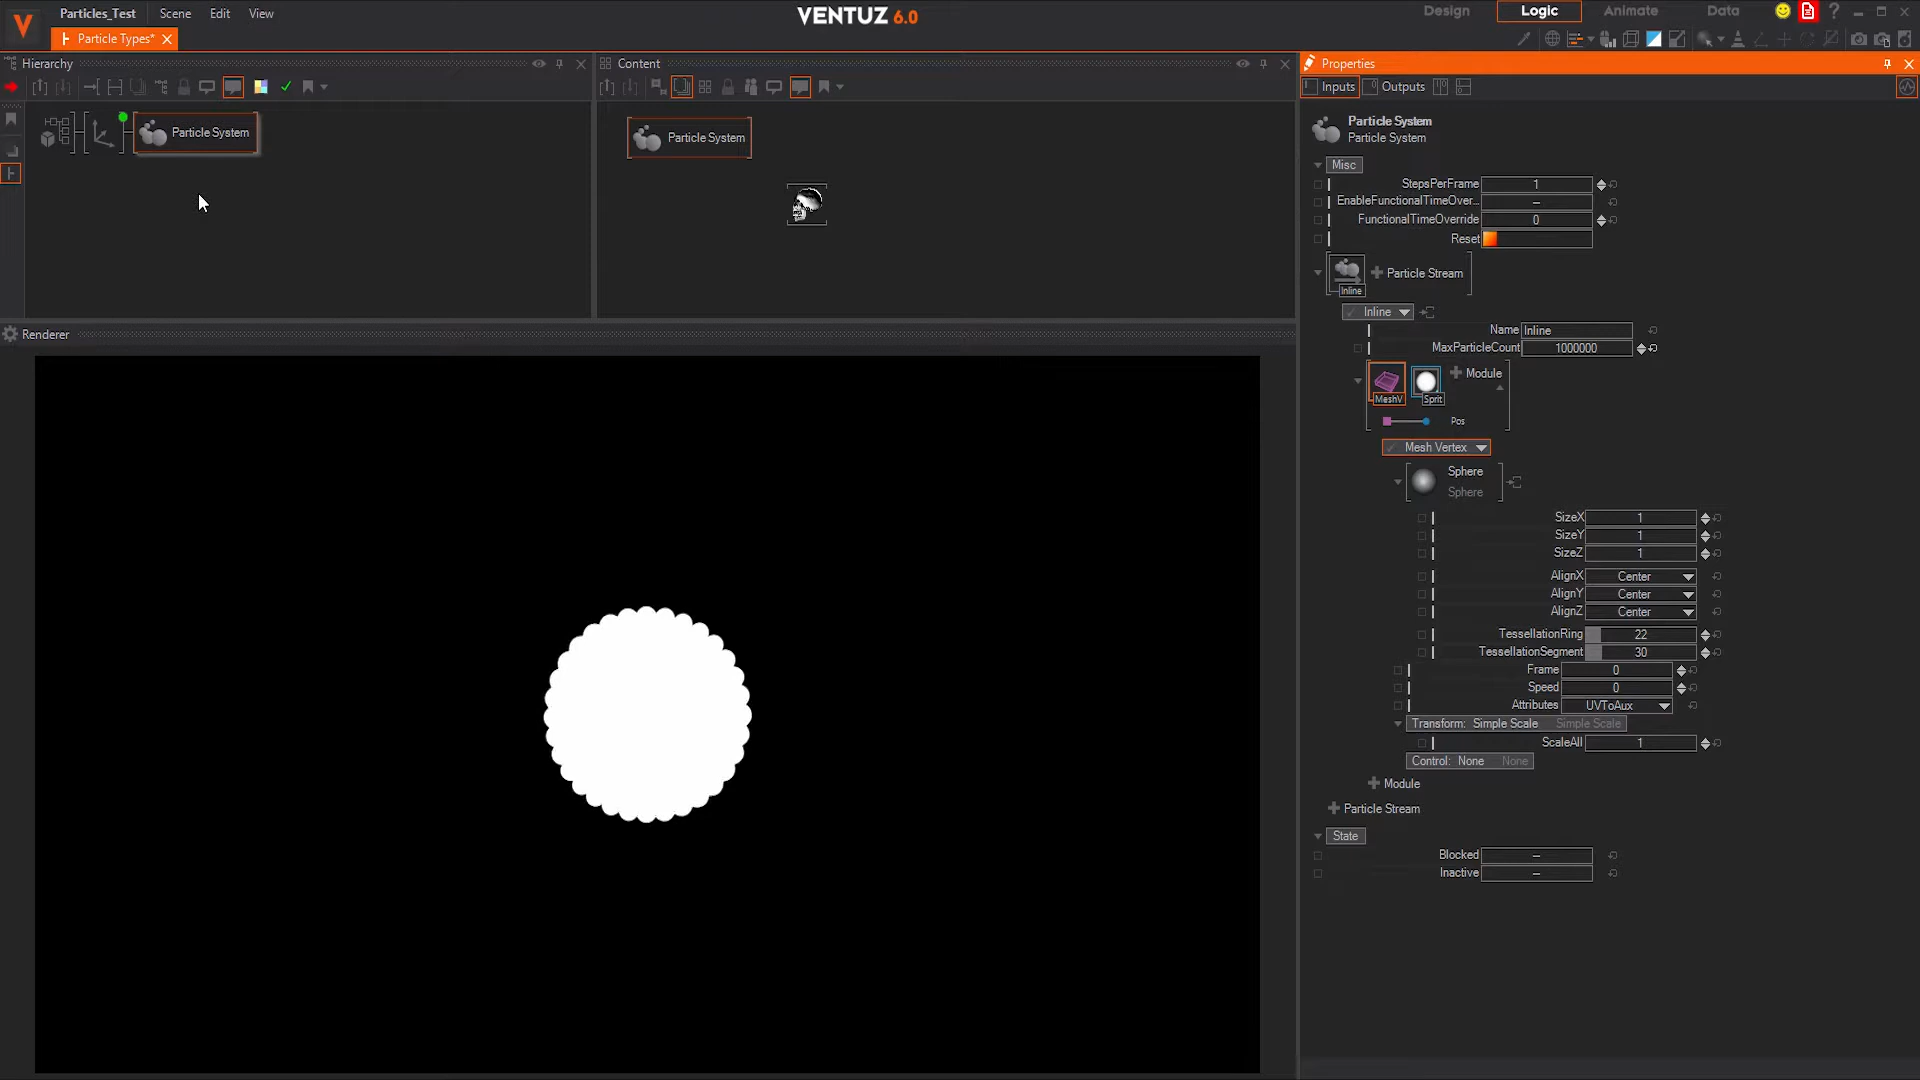 Particles_Test Scene Edit View
VENTUZ 6.0
Design Logic Animate Data
Particle Types*
Hierarchy
Content
Properties
Inputs Outputs
Particle System
Particle System
Particle System
Particle System
Misc
StepsPerFrame 1
EnableFunctionalTimeOver... –
FunctionalTimeOverride 0
Reset
Particle Stream
Inline
Inline
Name Inline
MaxParticleCount 1000000
Module
MeshV Sprit
Pos
Mesh Vertex
Sphere
Sphere
SizeX 1
SizeY 1
SizeZ 1
AlignX Center
AlignY Center
AlignZ Center
TessellationRing 22
TessellationSegment 30
Frame 0
Speed 0
Attributes UVToAux
Transform: Simple Scale Simple Scale
ScaleAll 1
Control: None None
Module
Particle Stream
State
Blocked –
Inactive –
Renderer